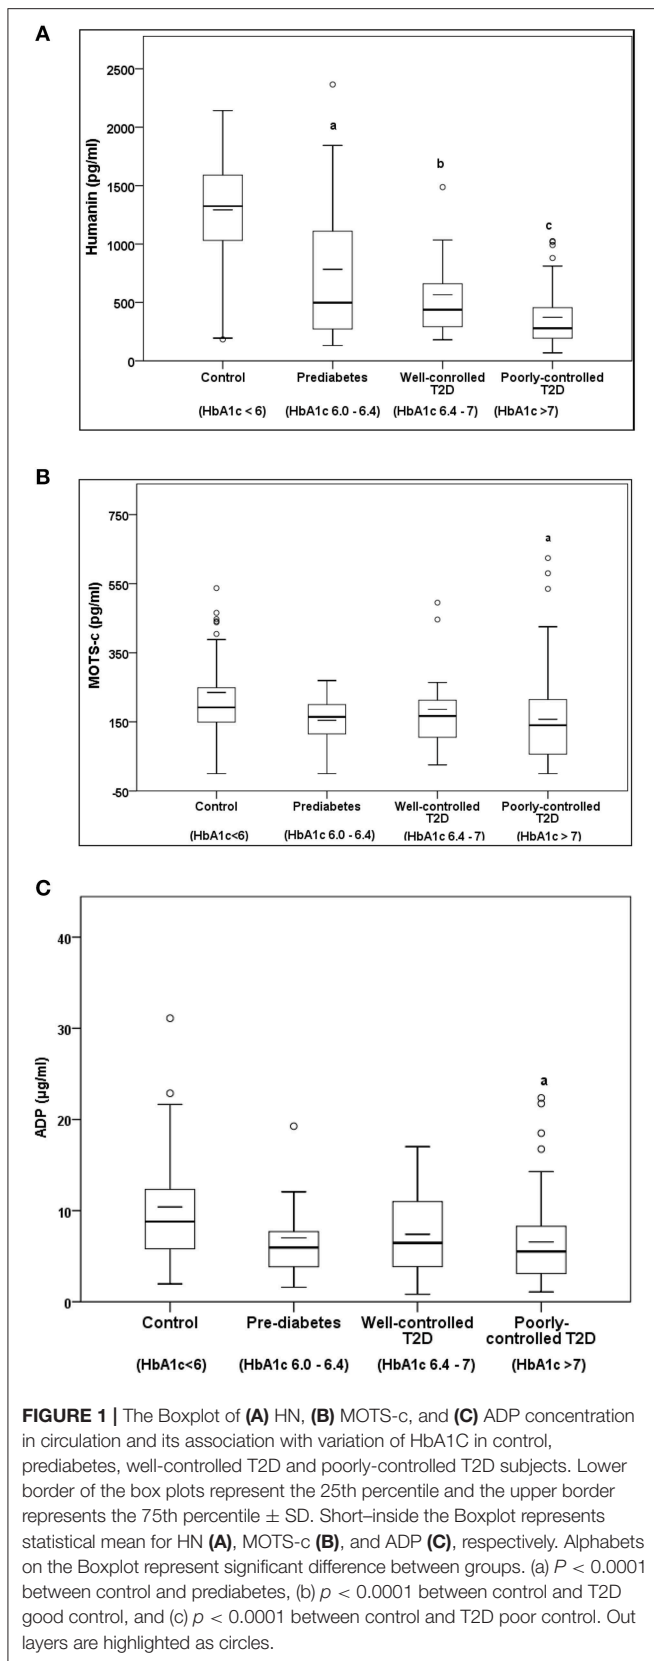 A
Humanin (pg/ml)
2500
2000
1500
1000
500
0
a
b
c
Control
Prediabetes
Well-conrolled
T2D
Poorly-controlled
T2D
(HbA1c < 6)
(HbA1c 6.0 - 6.4)
(HbA1c 6.4 - 7)
(HbA1c >7)
B
MOTS-c (pg/ml)
750
550
350
150
-50
a
Control
Prediabetes
Well-controlled
T2D
Poorly-controlled
T2D
(HbA1c<6)
(HbA1c 6.0 - 6.4)
(HbA1c 6.4 - 7)
(HbA1c > 7)
C
ADP (µg/ml)
40
30
20
10
0
a
Control
Pre-diabetes
Well-controlled
T2D
Poorly-
controlled T2D
(HbA1c<6)
(HbA1c 6.0 - 6.4)
(HbA1c 6.4 - 7)
(HbA1c >7)
FIGURE 1 | The Boxplot of (A) HN, (B) MOTS-c, and (C) ADP concentration
in circulation and its association with variation of HbA1C in control,
prediabetes, well-controlled T2D and poorly-controlled T2D subjects. Lower
border of the box plots represent the 25th percentile and the upper border
represents the 75th percentile ± SD. Short–inside the Boxplot represents
statistical mean for HN (A), MOTS-c (B), and ADP (C), respectively. Alphabets
on the Boxplot represent significant difference between groups. (a) P < 0.0001
between control and prediabetes, (b) p < 0.0001 between control and T2D
good control, and (c) p < 0.0001 between control and T2D poor control. Out
layers are highlighted as circles.